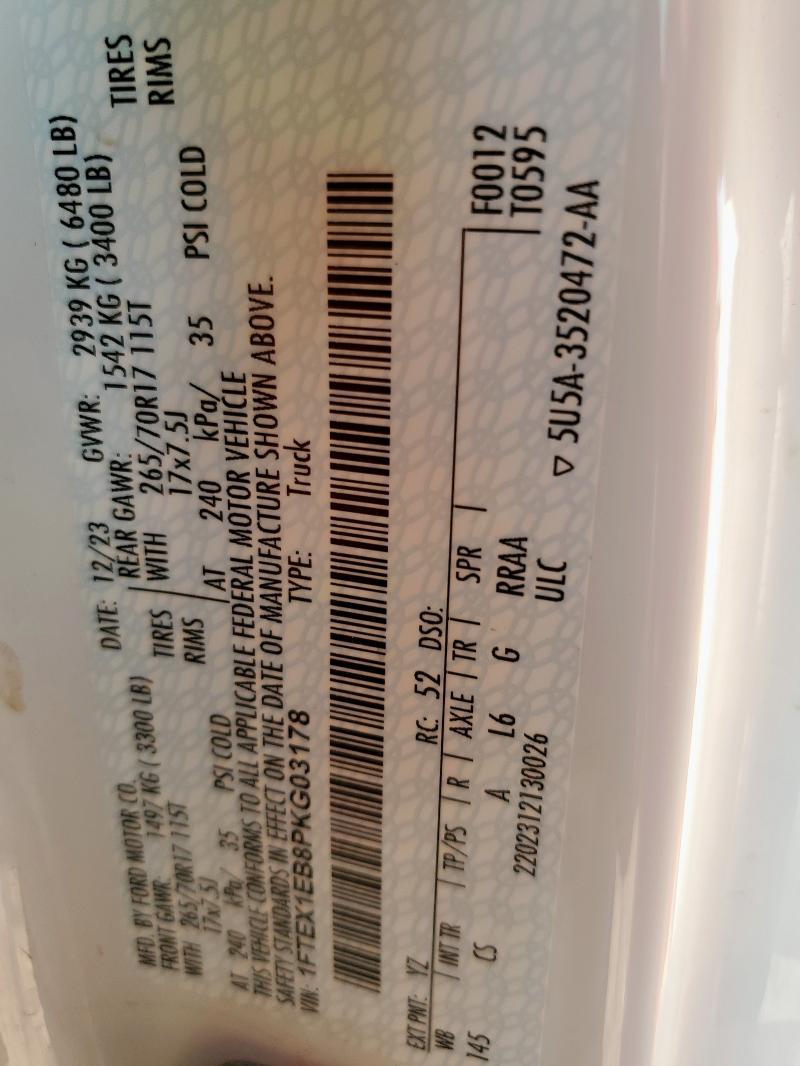 MFD. BY FORD MOTOR CO. DATE: 12/23 GVWR: 2939 KG ( 6480 LB)
FRONT GAWR: 1497 KG ( 3300 LB) REAR GAWR: 1542 KG ( 3400 LB)
WITH 265/70R17 115T TIRES WITH 265/70R17 115T TIRES
17x7.5J RIMS 17x7.5J RIMS
AT 240 kPa/ 35 PSI COLD AT 240 kPa/ 35 PSI COLD
THIS VEHICLE CONFORMS TO ALL APPLICABLE FEDERAL MOTOR VEHICLE
SAFETY STANDARDS IN EFFECT ON THE DATE OF MANUFACTURE SHOWN ABOVE.
VIN: 1FTEX1EB8PKG03178 TYPE: Truck
EXT PNT: YZ RC: 52 DSO:
WB | INT TR | TP/PS | R | AXLE | TR | SPR | F0012
145 CS A L6 G RRAA T0595
2202312130026 ULC
▽ 5U5A-3520472-AA